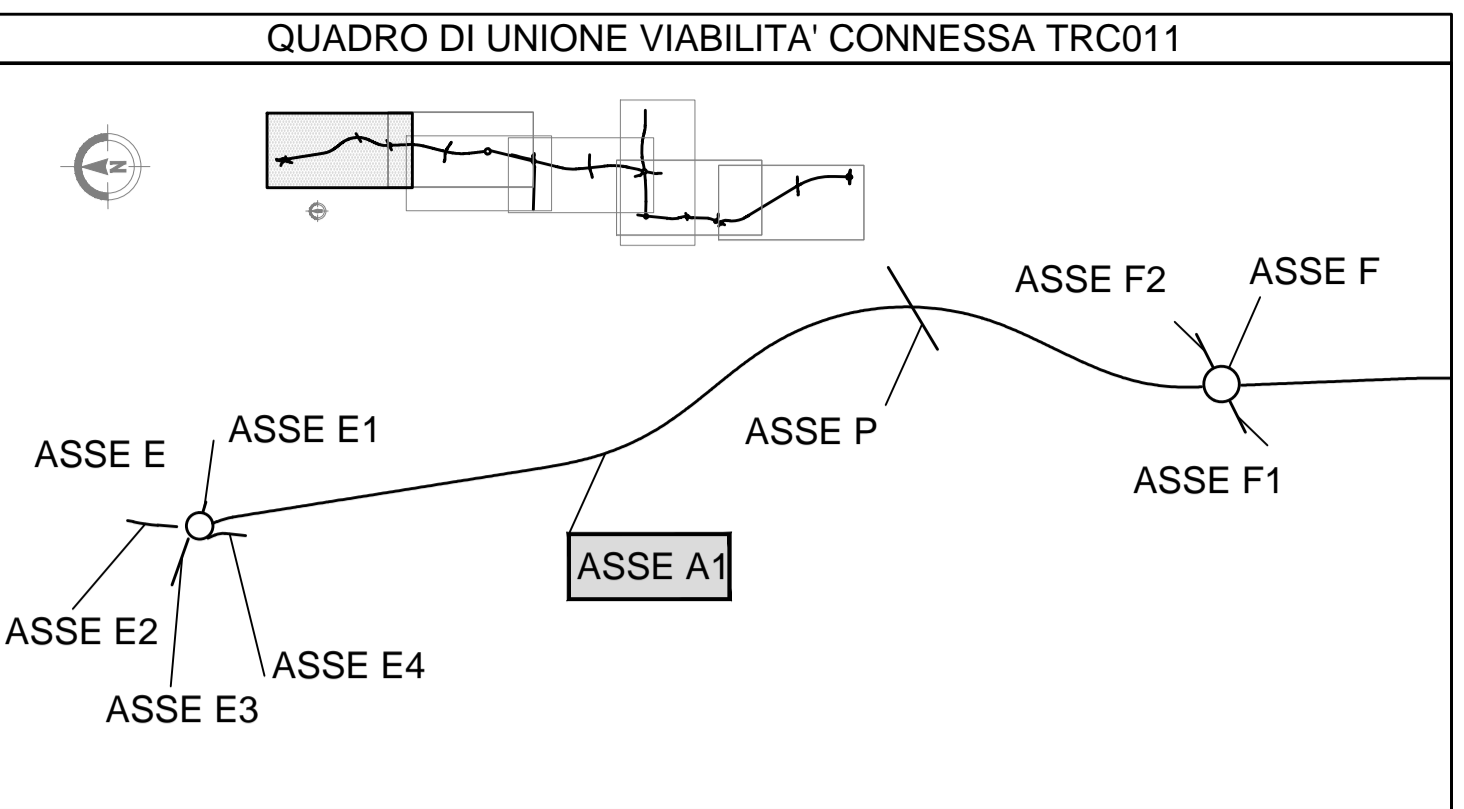 QUADRO DI UNIONE VIABILITA' CONNESSA TRC011
N
ASSE F2
ASSE F
ASSE E
ASSE E1
ASSE P
ASSE F1
ASSE A1
ASSE E2
ASSE E4
ASSE E3